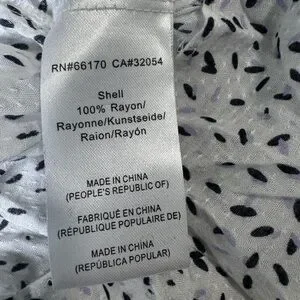 RN#66170 CA#32054
Shell
100% Rayon/
Rayonne/Kunstseide/
Raion/Rayón
MADE IN CHINA
(PEOPLE'S REPUBLIC OF)
FABRIQUÉ EN CHINA
(RÉPUBLIQUE POPULAIRE DE)
MADE IN CHINA
(REPÚBLICA POPULAR)